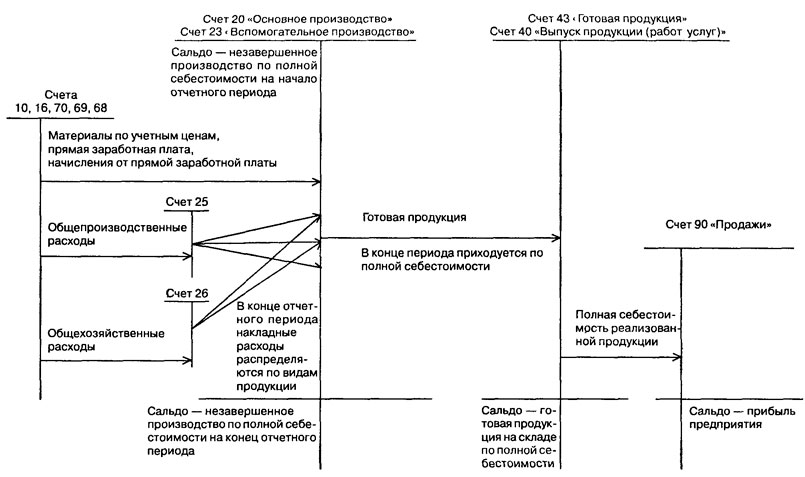 Счет 20 «Основное производство»
Счет 23 ‹ Вспомогательное производство»
Сальдо — незавершенное
производство по полной
себестоимости на начало
отчетного периода
Счет 43 ‹ Готовая продукция»
Счет 40 «Выпуск продукции (работ услуг)»
Счета
10, 16, 70, 69, 68
Материалы по учетным ценам,
прямая заработная плата,
начисления от прямой заработной платы
Счет 25
Общепроизводственные
расходы
Готовая продукция
В конце периода приходуется по
полной себестоимости
Счет 90 «Продажи»
Счет 26
Общехозяйственные
расходы
В конце отчет-
ного периода
накладные
расходы
распределя-
ются по видам
продукции
Полная себестои-
мость реализован-
ной продукции
Сальдо — незавершенное
производство по полной себе-
стоимости на конец отчетного
периода
Сальдо — го-
товая продук-
ция на складе
по полной се-
бестоимости
Сальдо — прибыль
предприятия